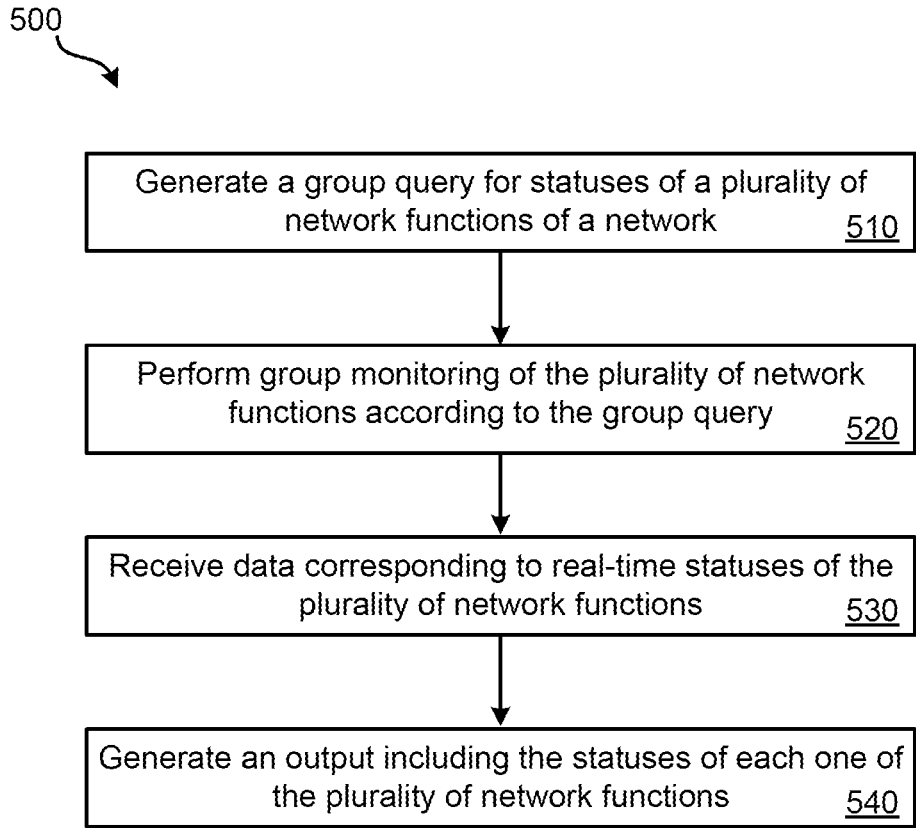 500
Generate a group query for statuses of a plurality of
network functions of a network
510
Perform group monitoring of the plurality of network
functions according to the group query
520
Receive data corresponding to real-time statuses of the
plurality of network functions
530
Generate an output including the statuses of each one of
the plurality of network functions
540